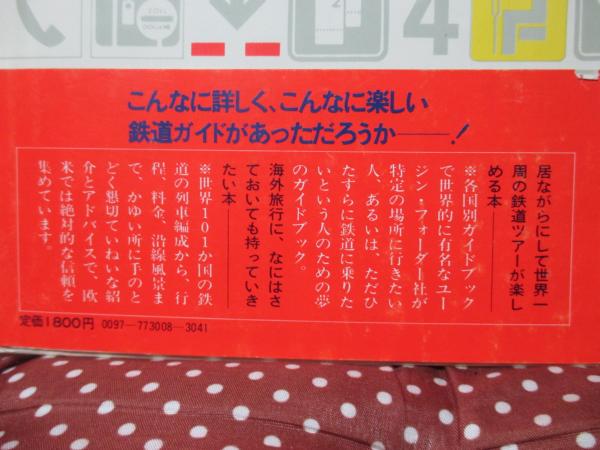 2
4
こんなに詳しく、こんなに楽しい
鉄道ガイドがあっただろうか——!
居ながらにして世界一
周の鉄道ツアーが楽し
める本——
※各国別ガイドブック
で世界的に有名なユー
ジン・フォーダー社が
特定の場所に行きたい
人、あるいは、ただひ
たすらに鉄道に乗りた
いという人のための夢
のガイドブック。
海外旅行に、なにはさ
ておいても持っていき
たい本——
※世界101か国の鉄
道の列車編成から、行
程、料金、沿線風景ま
で、かゆい所に手のと
どく懇切ていねいな紹
介とアドバイスで、欧
米では絶対的な信頼を
集めています。
定価1800円 0097-773008-3041